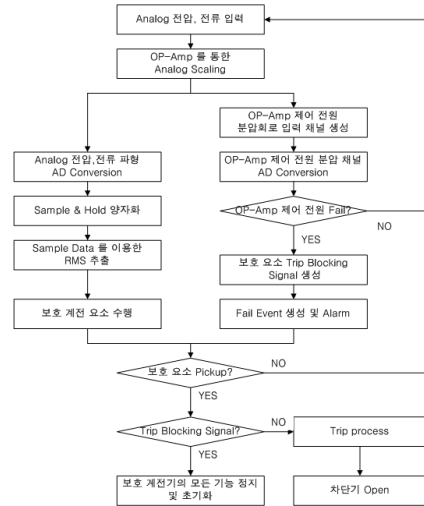 Analog 전압, 전류 입력
OP-Amp 를 통한
Analog Scaling
OP-Amp 제어 전원
분압회로 입력 채널 생성
Analog 전압,전류 파형
AD Conversion
OP-Amp 제어 전원 분압 채널
AD Conversion
Sample & Hold 양자화
OP-Amp 제어 전원 Fail?
NO
YES
Sample Data 를 이용한
RMS 추출
보호 요소 Trip Blocking
Signal 생성
보호 계전 요소 수행
Fail Event 생성 및 Alarm
보호 요소 Pickup?
NO
YES
Trip Blocking Signal?
NO
Trip process
YES
보호 계전기의 모든 기능 정지
및 초기화
차단기 Open